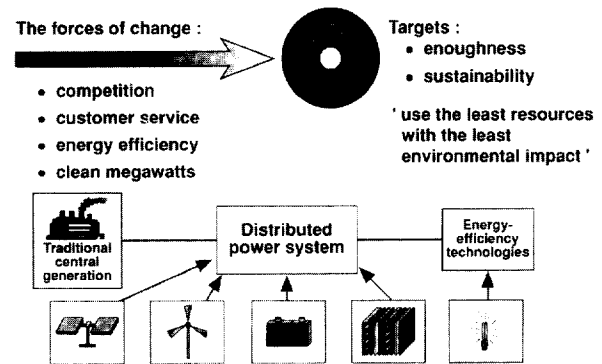 The forces of change :
• competition
• customer service
• energy efficiency
• clean megawatts
Targets :
• enoughness
• sustainability
' use the least resources
with the least
environmental impact '
Traditional
central
generation
Distributed
power system
Energy-
efficiency
technologies